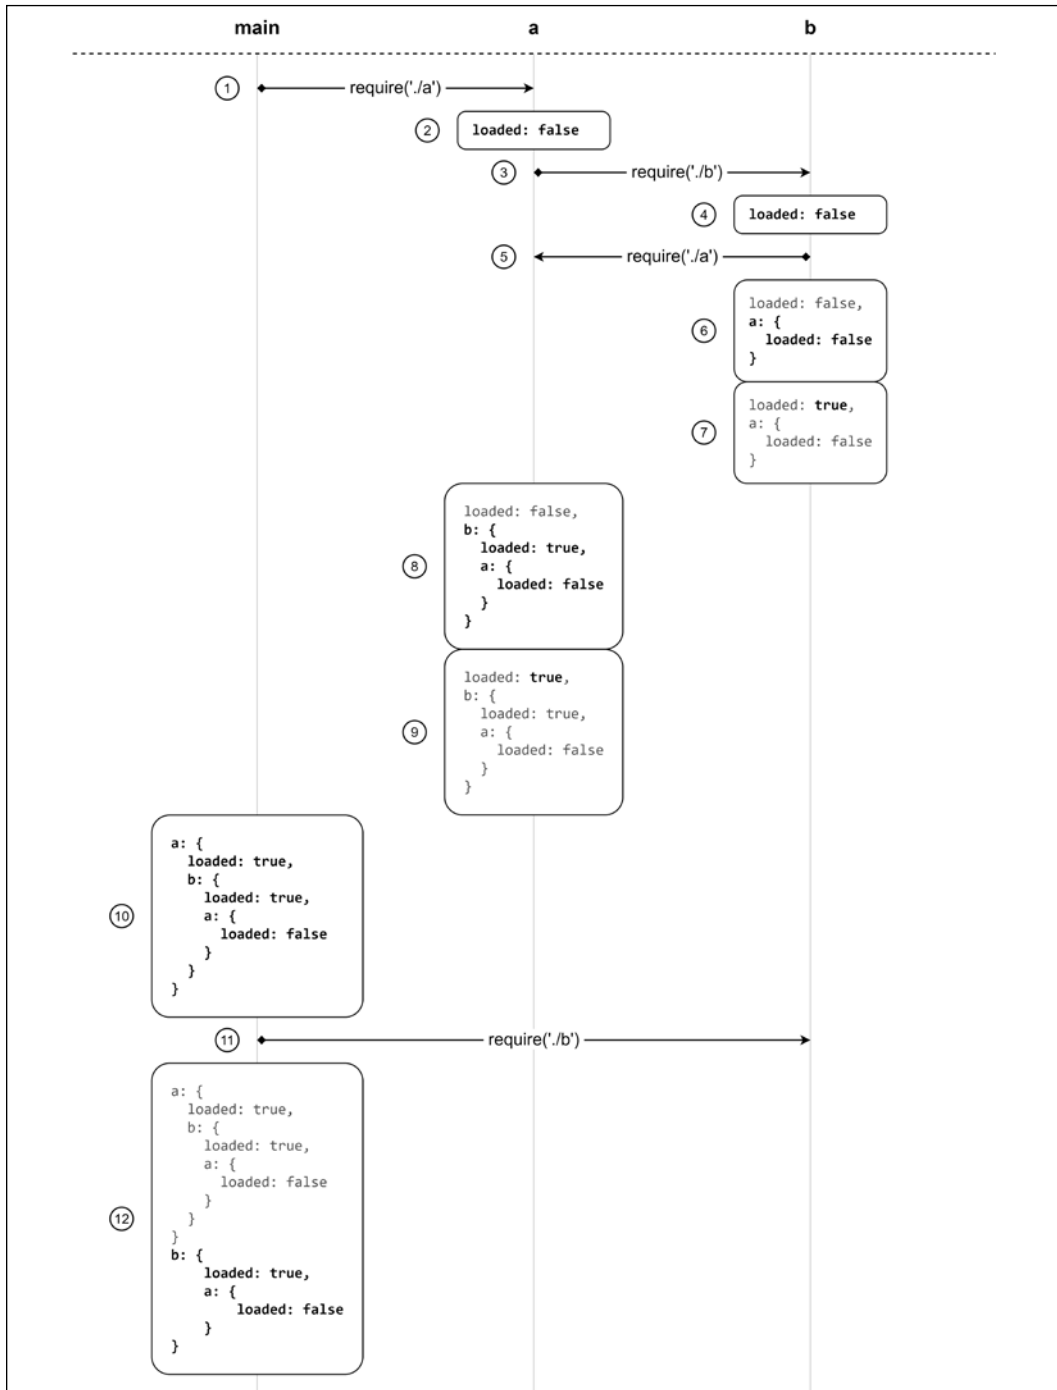 main a b
1 require('./a')
2 loaded: false
3 require('./b')
4 loaded: false
5 require('./a')
6
loaded: false,
a: {
  loaded: false
}
7
loaded: true,
a: {
  loaded: false
}
8
loaded: false,
b: {
  loaded: true,
  a: {
    loaded: false
  }
}
9
loaded: true,
b: {
  loaded: true,
  a: {
    loaded: false
  }
}
10
a: {
  loaded: true,
  b: {
    loaded: true,
    a: {
      loaded: false
    }
  }
}
11 require('./b')
12
a: {
  loaded: true,
  b: {
    loaded: true,
    a: {
      loaded: false
    }
  }
}
b: {
    loaded: true,
    a: {
        loaded: false
    }
}